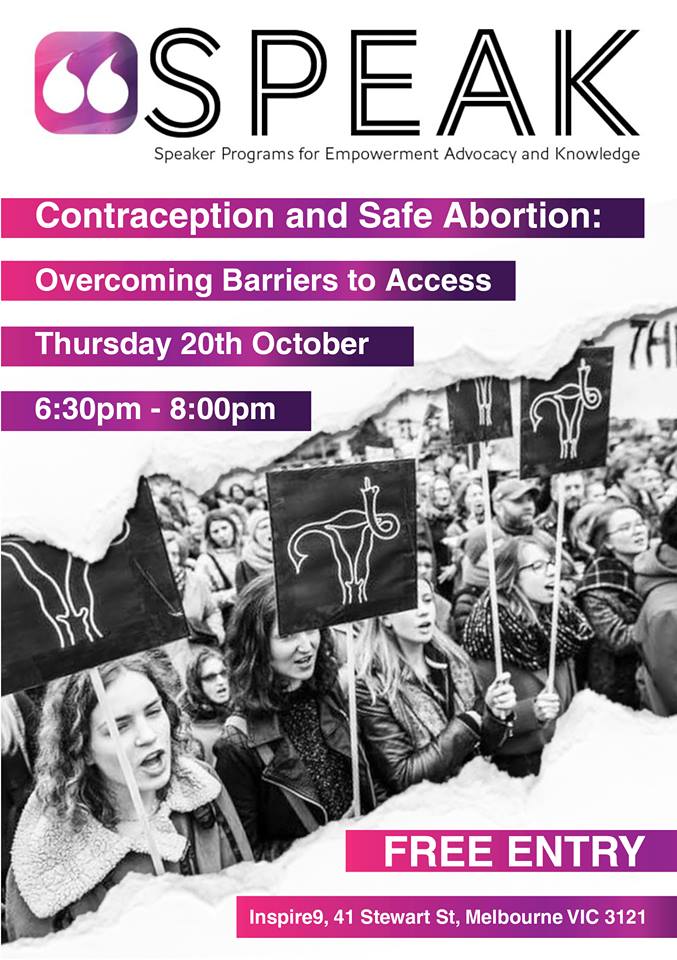 SPEAK
Speaker Programs for Empowerment Advocacy and Knowledge
Contraception and Safe Abortion:
Overcoming Barriers to Access
Thursday 20th October
6:30pm - 8:00pm
TH
FREE ENTRY
Inspire9, 41 Stewart St, Melbourne VIC 3121